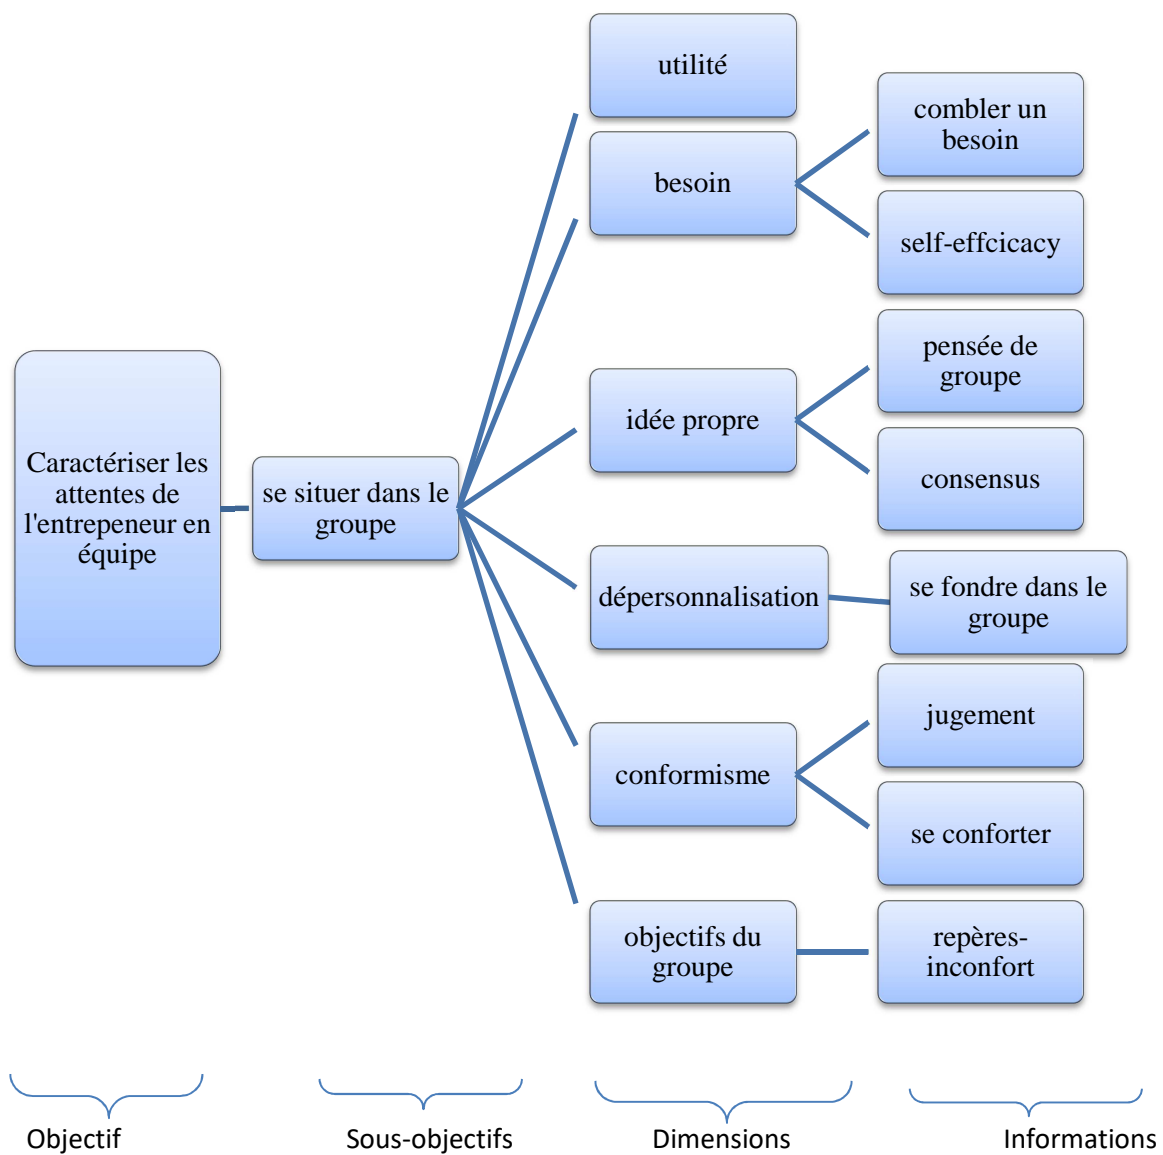 Caractériser les
attentes de
l'entrepeneur en
équipe
se situer dans le
groupe
utilité
besoin
combler un
besoin
self-effcicacy
idée propre
pensée de
groupe
consensus
dépersonnalisation
se fondre dans le
groupe
conformisme
jugement
se conforter
objectifs du
groupe
repères-
inconfort
Objectif
Sous-objectifs
Dimensions
Informations